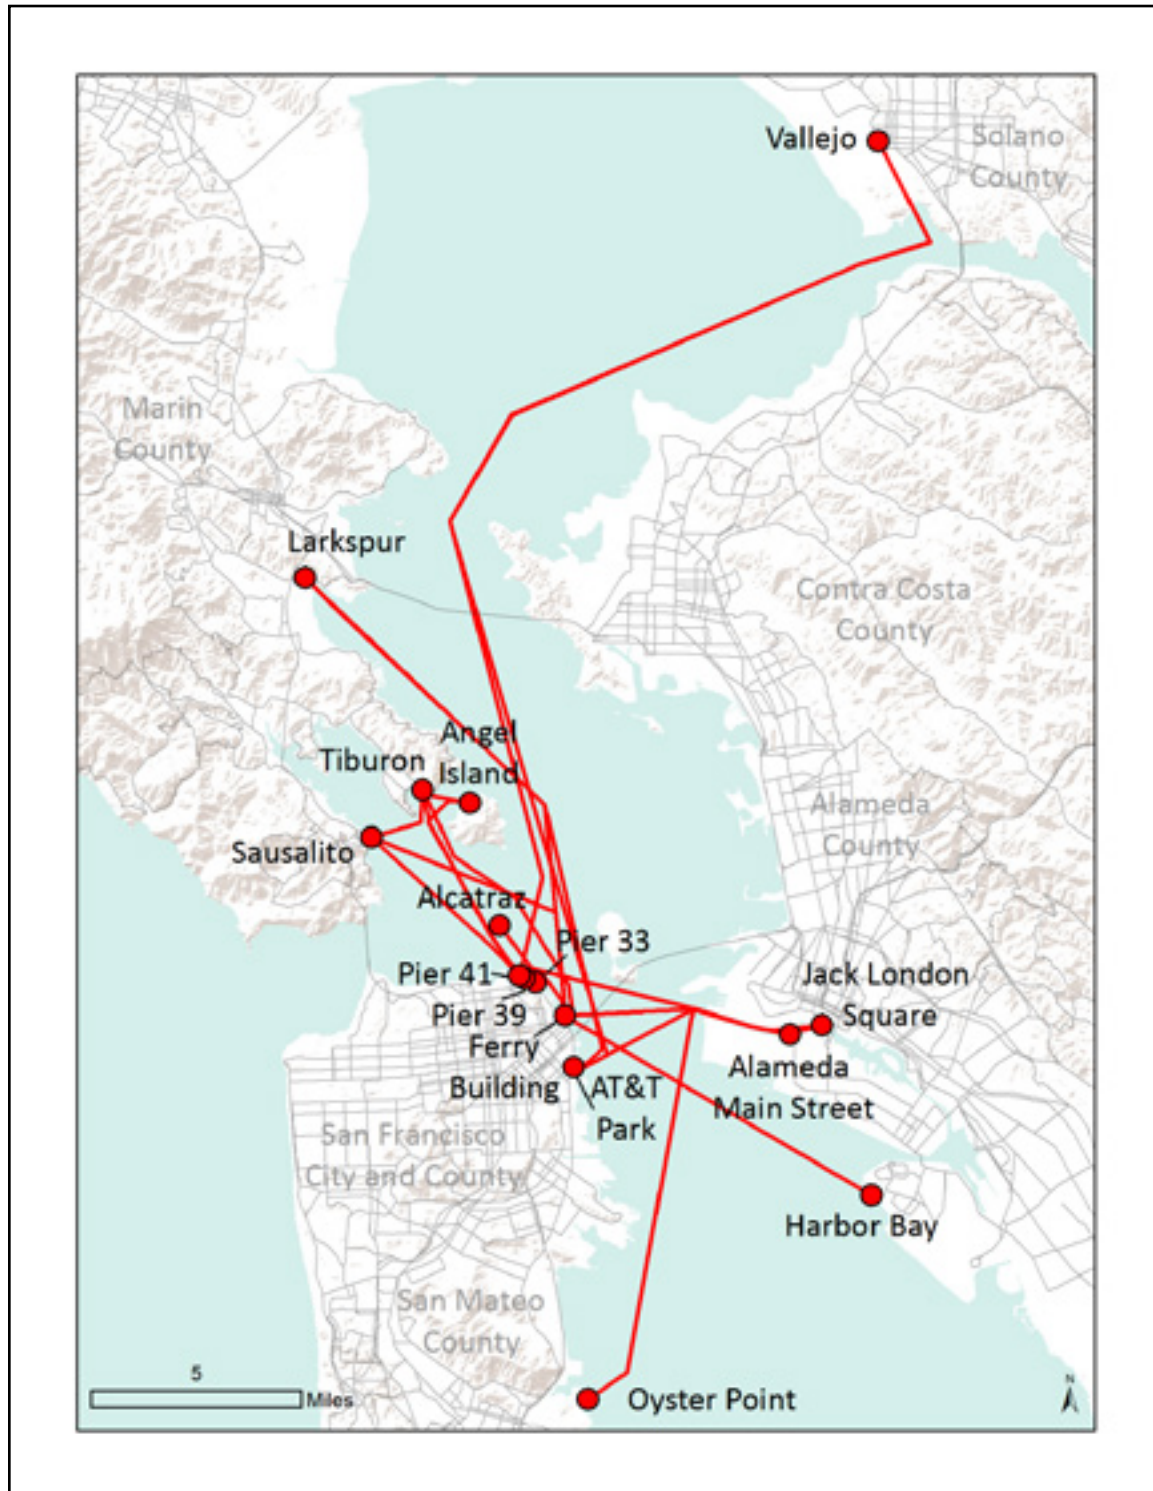 Vallejo
Solano
County
Marin
County
Larkspur
Contra Costa
County
Angel
Island
Tiburon
Alameda
County
Sausalito
Alcatraz
Pier 33
Pier 41
Jack London
Square
Pier 39
Ferry
Building
Alameda
Main Street
AT&T
Park
San Francisco
City and County
Harbor Bay
San Mateo
County
5
Miles
Oyster Point
N